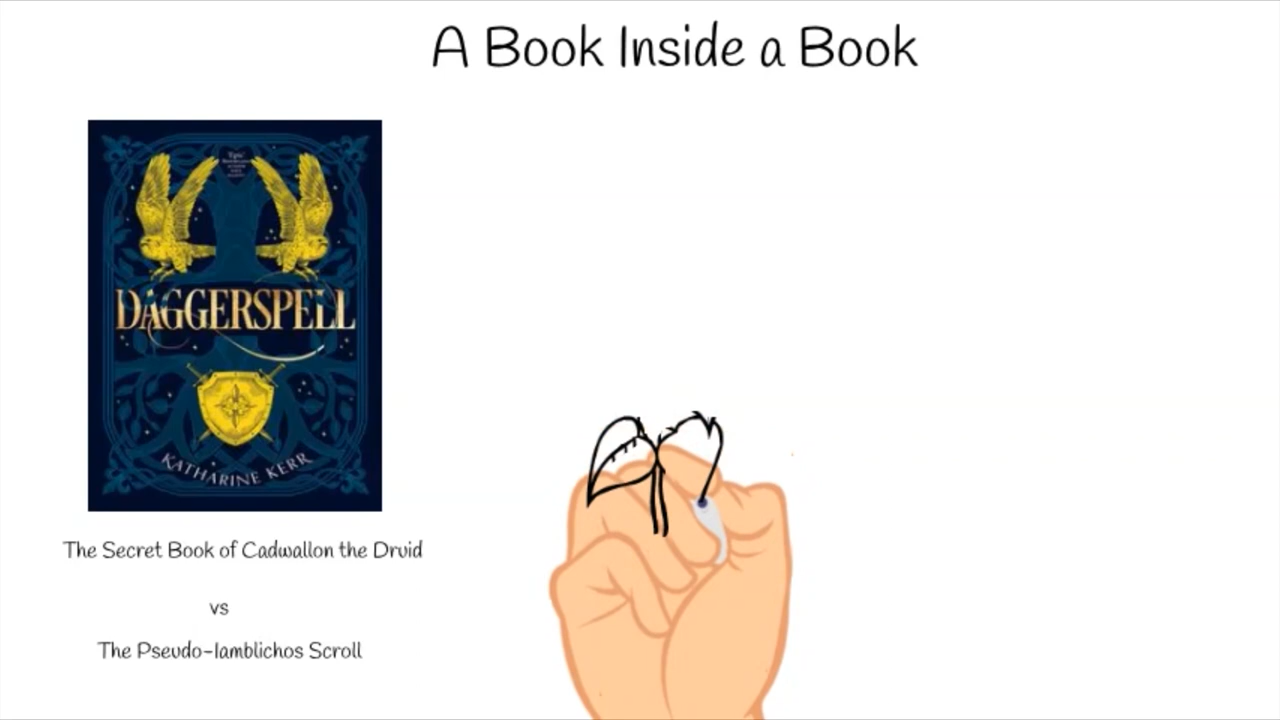 A Book Inside a Book
DAGGERSPELL
KATHARINE KERR
The Secret Book of Cadwallon the Druid
vs
The Pseudo-Iamblichos Scroll